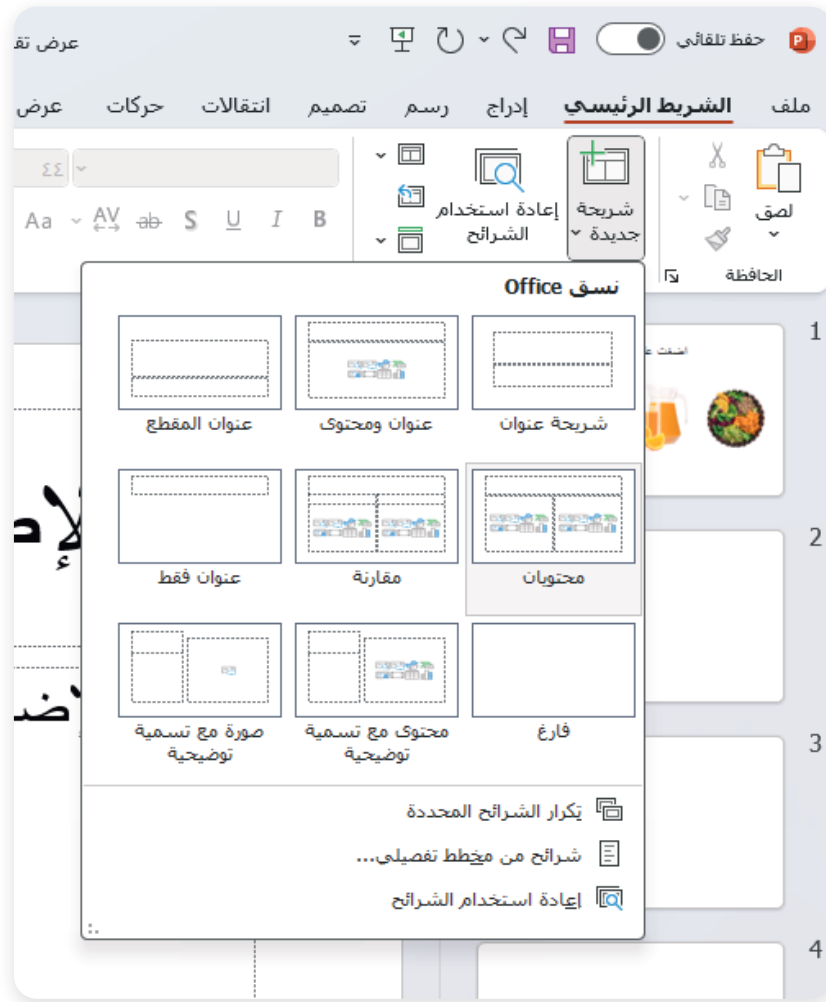 حفظ تلقائي
عرض تق
ملف الشريط الرئيسي إدراج رسم تصميم انتقالات حركات عرض
لصق
الحافظة
شريحة جديدة
إعادة استخدام الشرائح
٤٤
B I U S ab AV Aa
نسق Office
شريحة عنوان
عنوان ومحتوى
عنوان المقطع
محتويان
مقارنة
عنوان فقط
فارغ
محتوى مع تسمية توضيحية
صورة مع تسمية توضيحية
تكرار الشرائح المحددة
شرائح من مخطط تفصيلي...
إعادة استخدام الشرائح
1
2
3
4